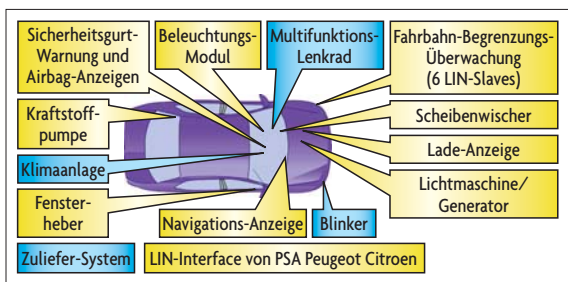 Sicherheitsgurt-
Warnung und
Airbag-Anzeigen
Beleuchtungs-
Modul
Multifunktions-
Lenkrad
Fahrbahn-Begrenzungs-
Überwachung
(6 LIN-Slaves)
Kraftstoff-
pumpe
Scheibenwischer
Klimaanlage
Lade-Anzeige
Fenster-
heber
Lichtmaschine/
Generator
Navigations-Anzeige
Blinker
Zuliefer-System
LIN-Interface von PSA Peugeot Citroen